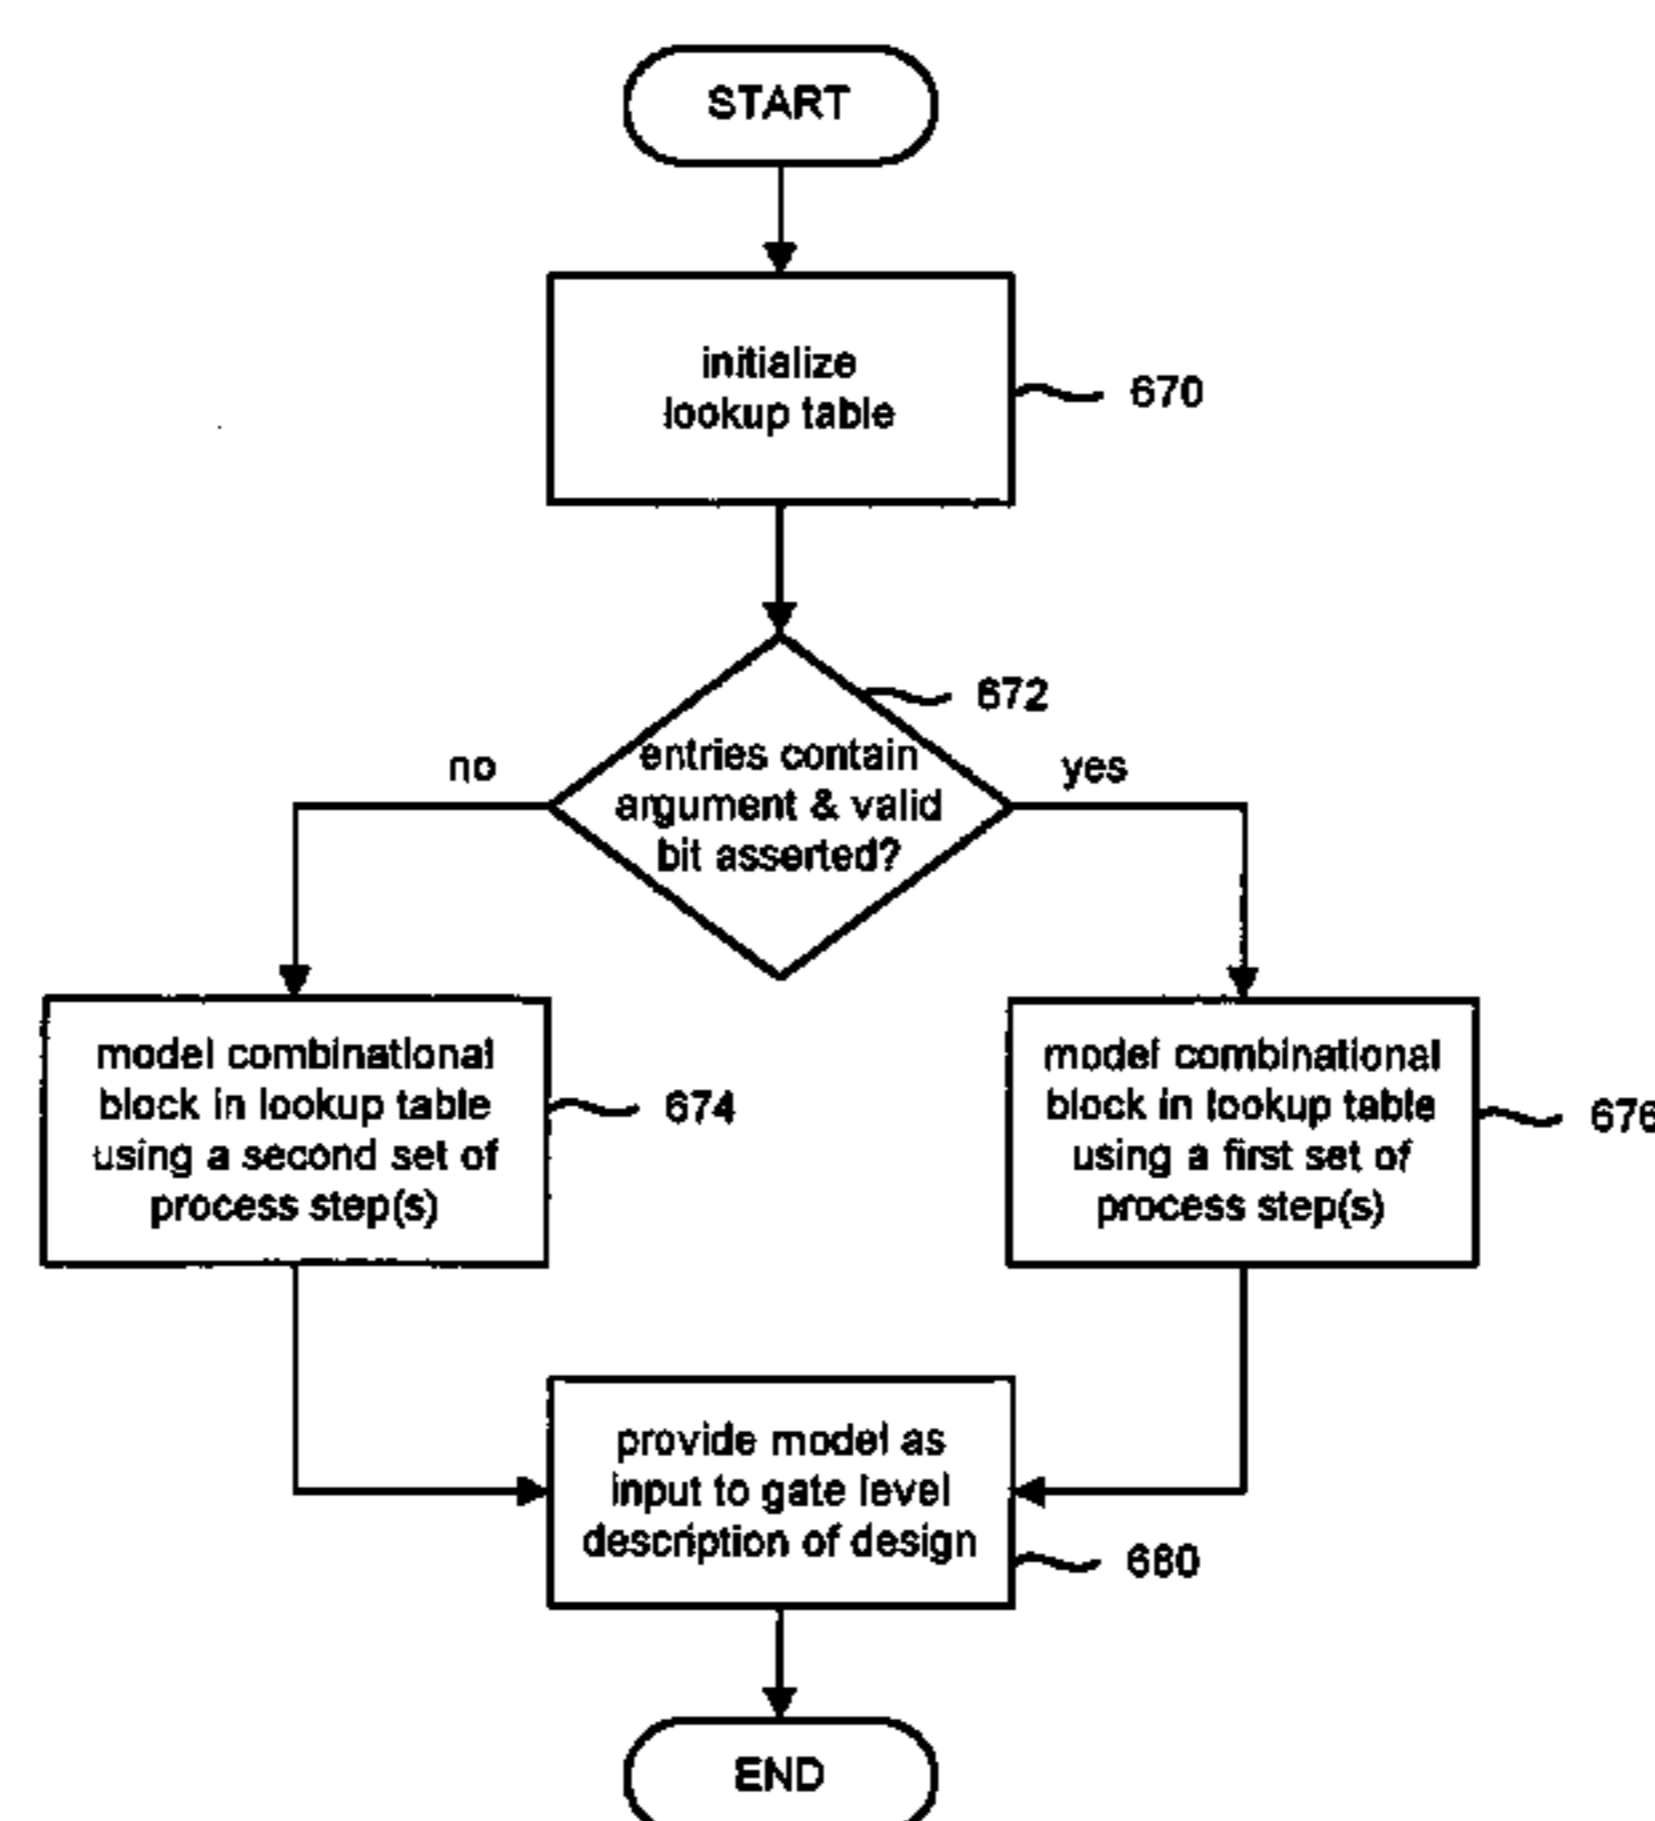 START
initialize
lookup table
670
672
no
yes
entries contain
argument & valid
bit asserted?
model combinational
block in lookup table
using a second set of
process step(s)
674
model combinational
block in lookup table
using a first set of
process step(s)
676
provide model as
input to gate level
description of design
680
END